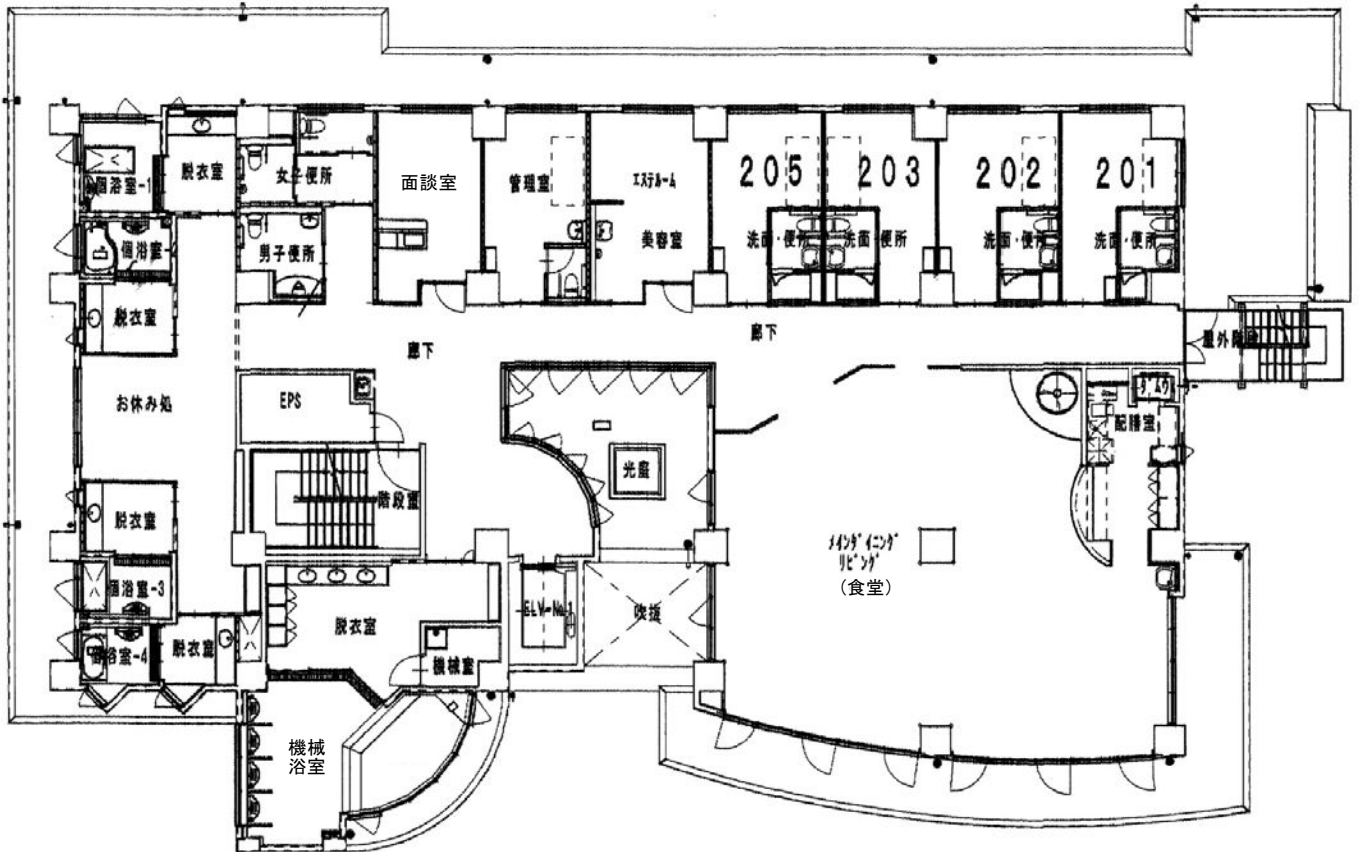 個浴室-1
脱衣室
女子便所
面談室
管理室
エステルーム
205
203
202
201
個浴室
男子便所
美容室
洗面・便所
洗面・便所
洗面・便所
洗面・便所
脱衣室
廊下
廊下
屋外階段
お休み処
EPS
ダムウ
配膳室
光庭
階段室
脱衣室
メインダイニング
リビング
(食堂)
個浴室-3
脱衣室
ELV-No.1
吹抜
個浴室-4
脱衣室
機械室
機械
浴室